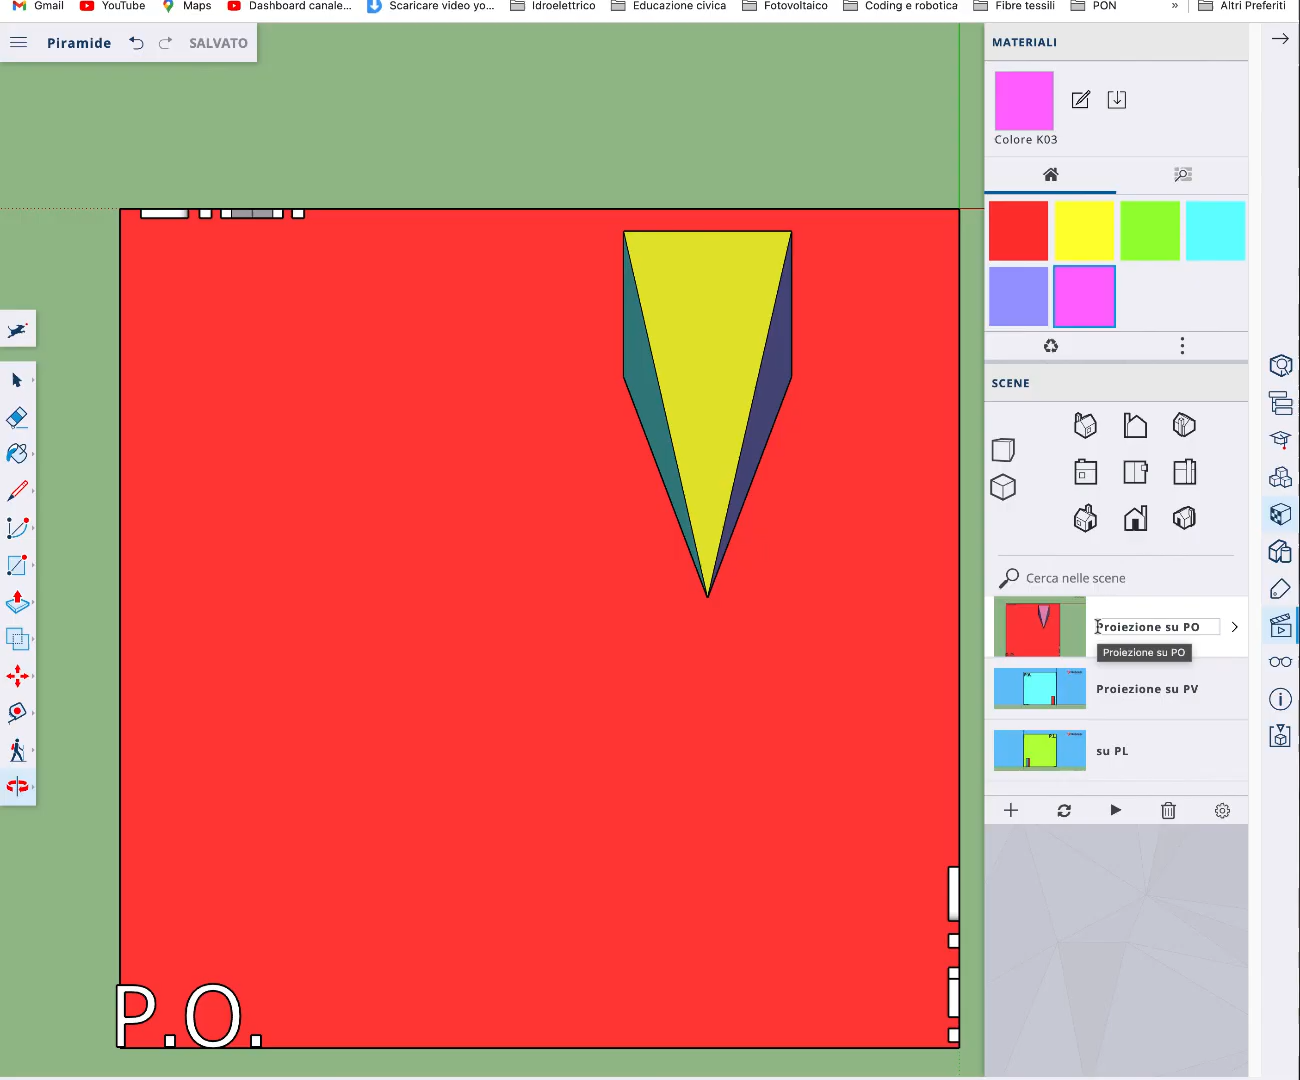 Gmail YouTube Maps Dashboard canale... Scaricare video yo... Idroelettrico Educazione civica Fotovoltaico Coding e robotica Fibre tessili PON » Altri Preferiti
Piramide SALVATO
MATERIALI
Colore K03
SCENE
Cerca nelle scene
Proiezione su PO
Proiezione su PO
Proiezione su PV
su PL
P.O.